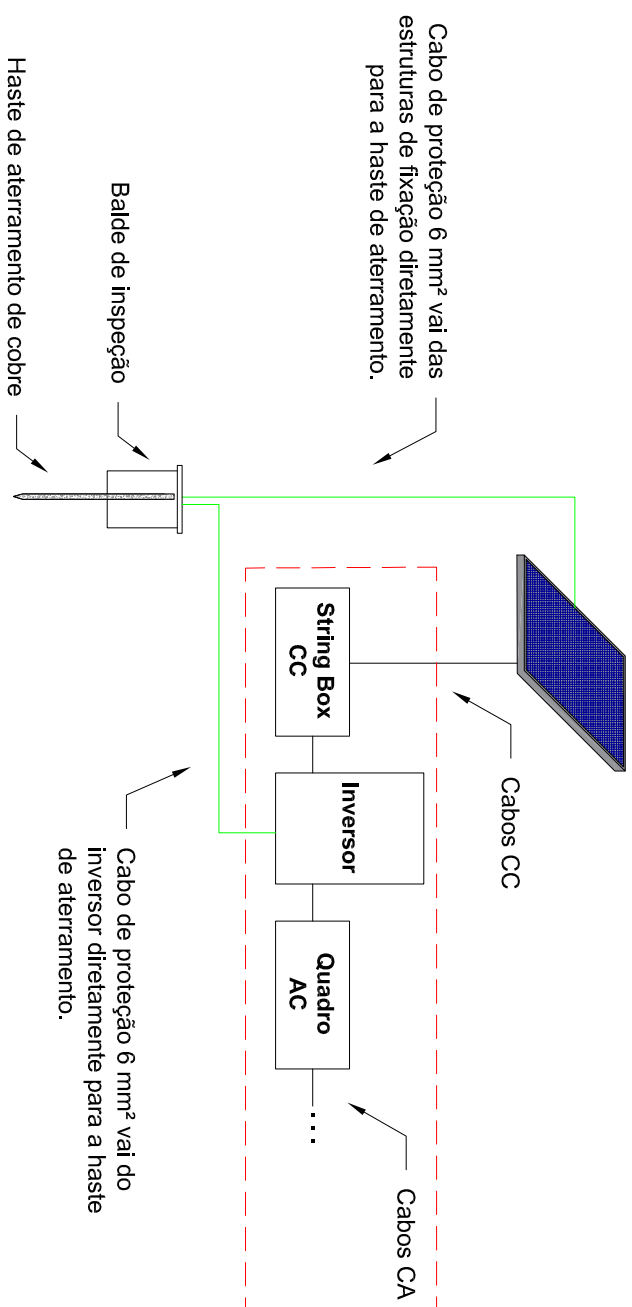 Cabo de proteção 6 mm² vai das
estruturas de fixação diretamente
para a haste de aterramento.
Cabos CC
Cabos CA
String Box
CC
Inversor
Quadro
AC
...
Balde de inspeção
Haste de aterramento de cobre
Cabo de proteção 6 mm² vai do
inversor diretamente para a haste
de aterramento.